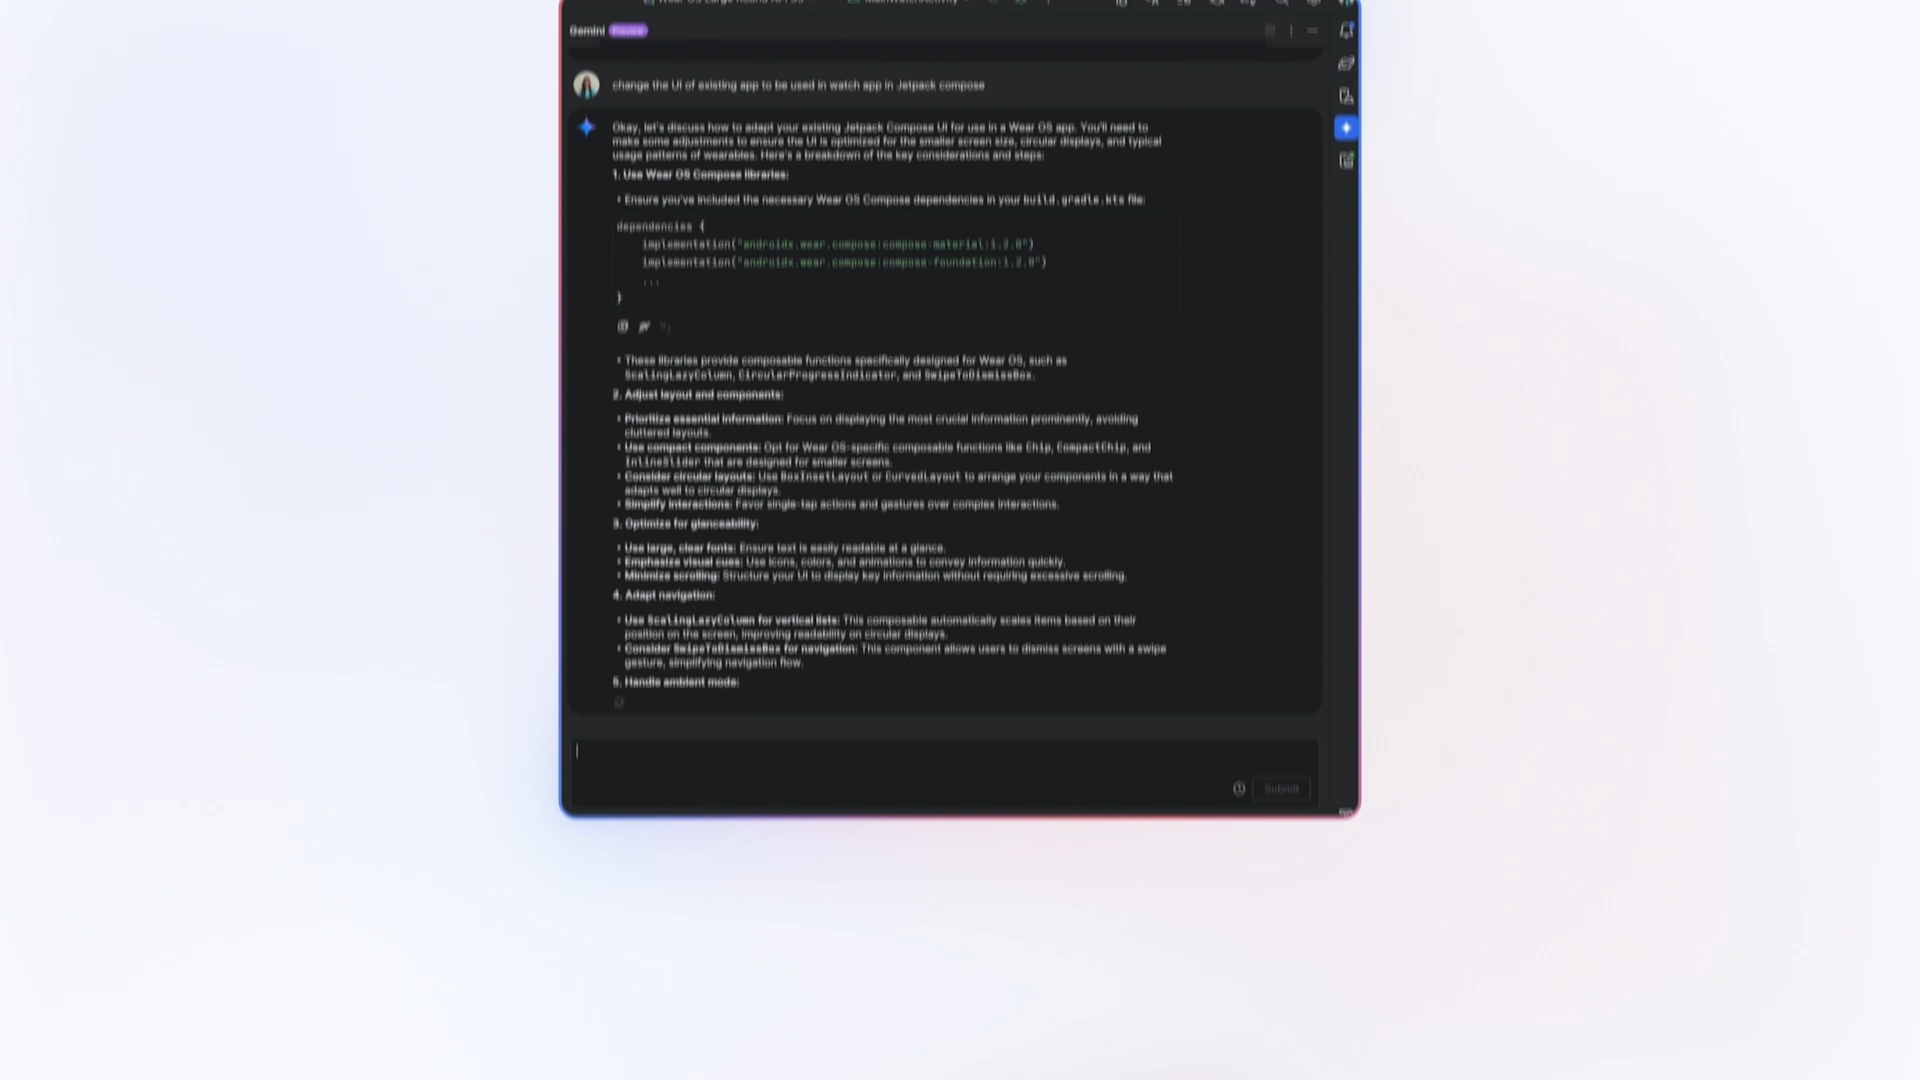 Wear OS Large Round API 33
MainWatchActivity
Gemini Preview
change the UI of existing app to be used in watch app in Jetpack compose
Okay, let's discuss how to adapt your existing Jetpack Compose UI for use in a Wear OS app. You'll need to
make some adjustments to ensure the UI is optimized for the smaller screen size, circular displays, and typical
usage patterns of wearables. Here's a breakdown of the key considerations and steps:
1. Use Wear OS Compose libraries:
• Ensure you've included the necessary Wear OS Compose dependencies in your build.gradle.kts file:
dependencies {
implementation("androidx.wear.compose:compose-material:1.2.0")
implementation("androidx.wear.compose:compose-foundation:1.2.0")
...
}
• These libraries provide composable functions specifically designed for Wear OS, such as
ScalingLazyColumn, CircularProgressIndicator, and SwipeToDismissBox.
2. Adjust layout and components:
• Prioritize essential information: Focus on displaying the most crucial information prominently, avoiding
cluttered layouts.
• Use compact components: Opt for Wear OS-specific composable functions like Chip, CompactChip, and
InlineSlider that are designed for smaller screens.
• Consider circular layouts: Use BoxInsetLayout or CurvedLayout to arrange your components in a way that
adapts well to circular displays.
• Simplify interactions: Favor single-tap actions and gestures over complex interactions.
3. Optimize for glanceability:
• Use large, clear fonts: Ensure text is easily readable at a glance.
• Emphasize visual cues: Use icons, colors, and animations to convey information quickly.
• Minimize scrolling: Structure your UI to display key information without requiring excessive scrolling.
4. Adapt navigation:
• Use ScalingLazyColumn for vertical lists: This composable automatically scales items based on their
position on the screen, improving readability on circular displays.
• Consider SwipeToDismissBox for navigation: This component allows users to dismiss screens with a swipe
gesture, simplifying navigation flow.
5. Handle ambient mode:
Submit